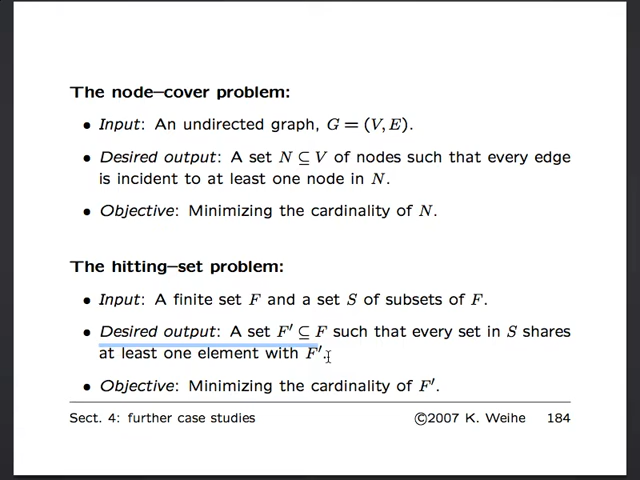 The node–cover problem:
• Input: An undirected graph, G = (V, E).
• Desired output: A set N ⊆ V of nodes such that every edge
is incident to at least one node in N.
• Objective: Minimizing the cardinality of N.
The hitting–set problem:
• Input: A finite set F and a set S of subsets of F.
• Desired output: A set F′ ⊆ F such that every set in S shares
at least one element with F′.
• Objective: Minimizing the cardinality of F′.
Sect. 4: further case studies ©2007 K. Weihe 184